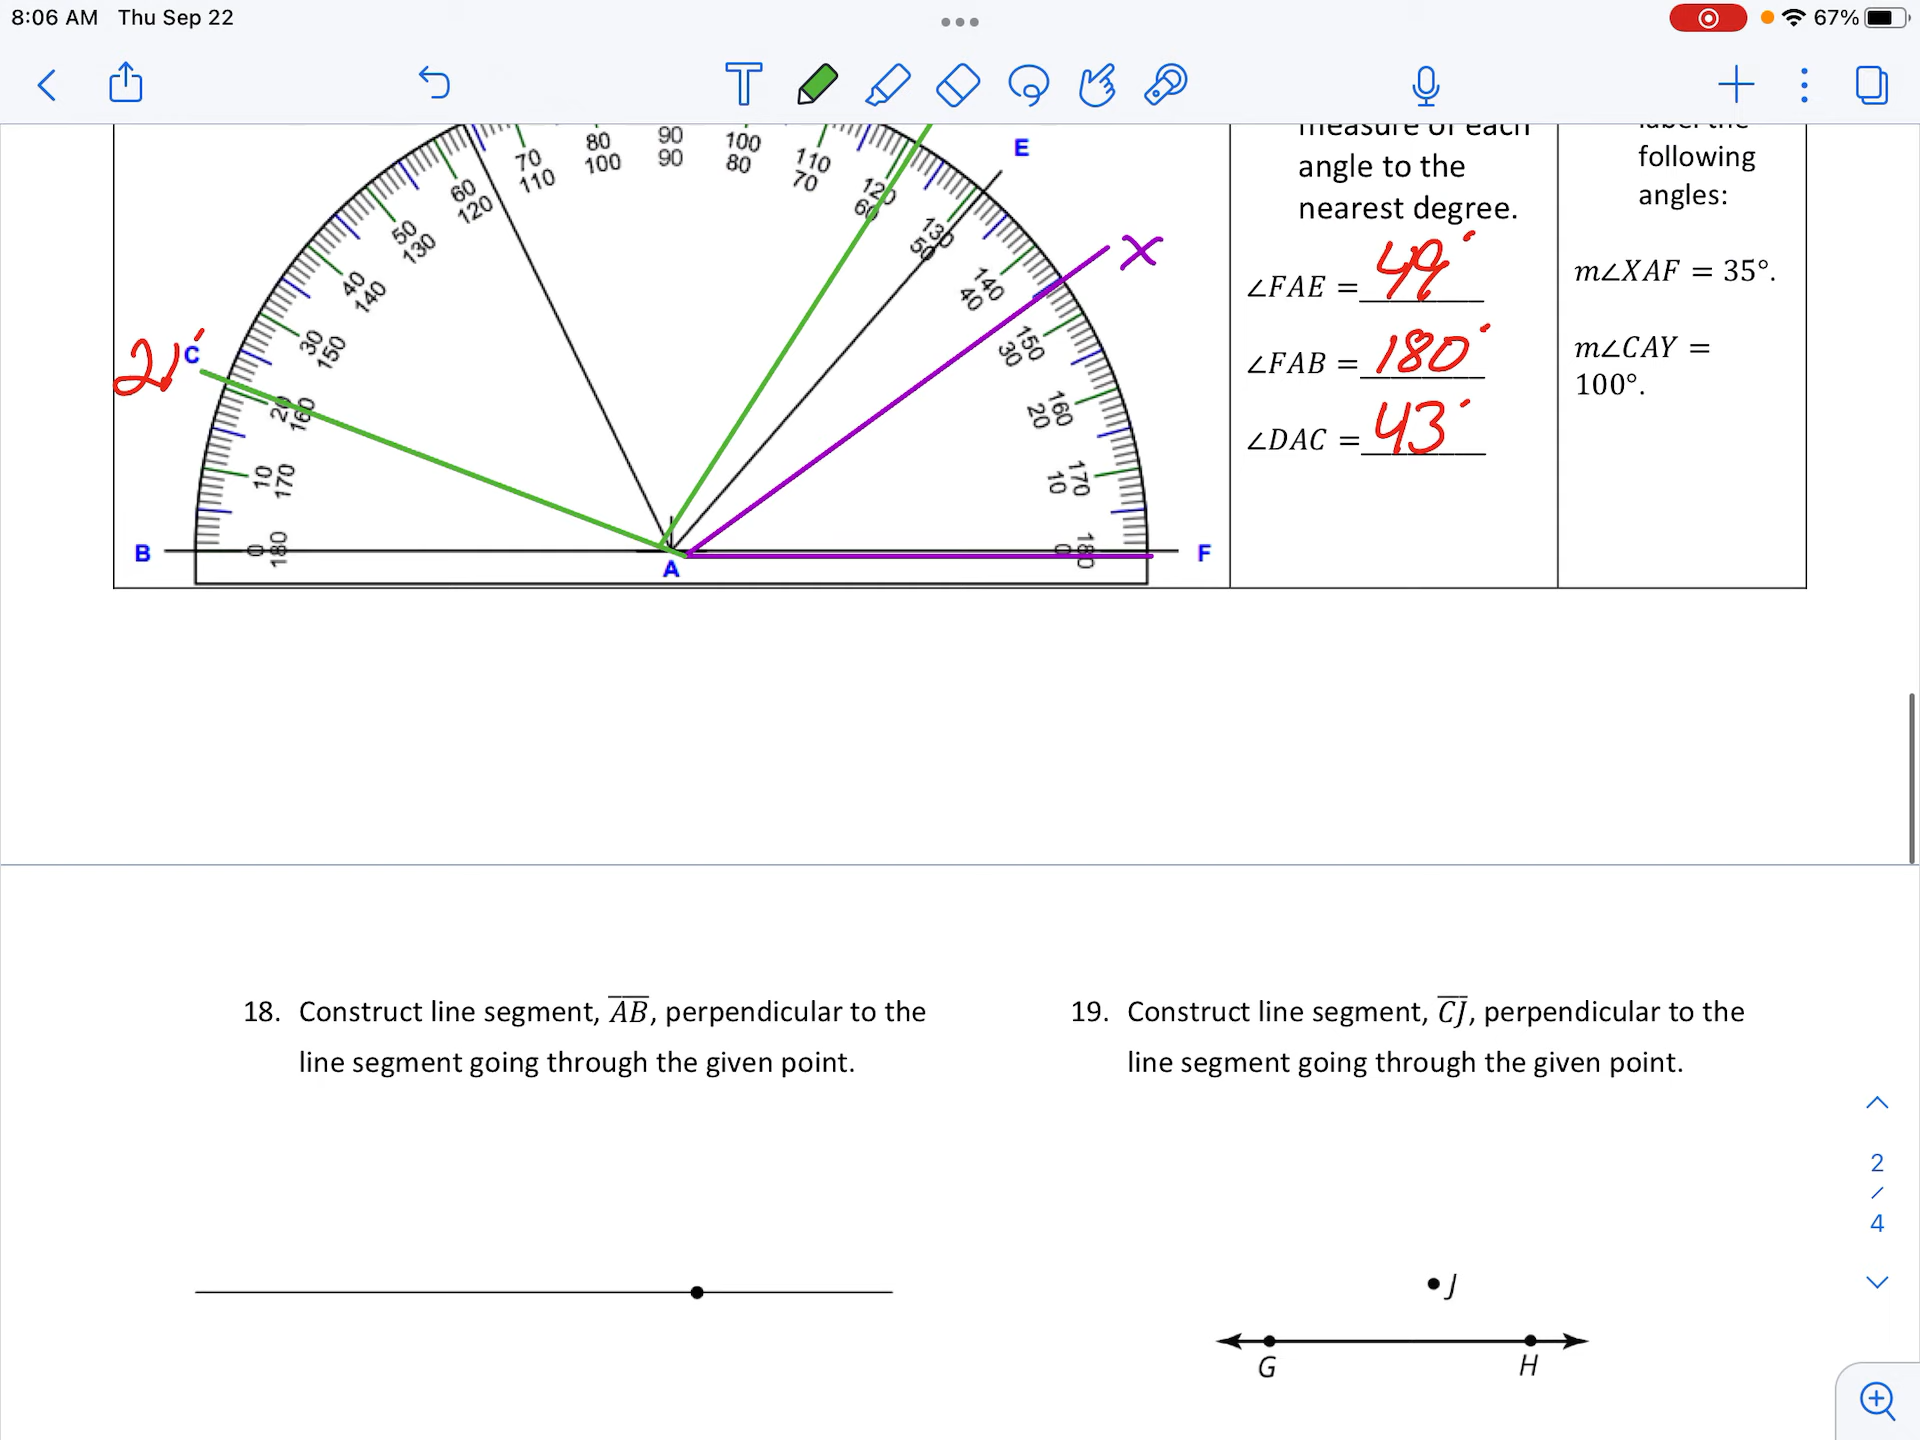 8:06 AM Thu Sep 22
67%
T
measure of each
angle to the
nearest degree.
∠FAE = 49°
∠FAB = 180°
∠DAC = 43°
label the
following
angles:
m∠XAF = 35°.
m∠CAY =
100°.
90
90
80
100
100
80
70
110
110
70
60
120
120
60
50
130
130
50
40
140
140
40
30
150
150
30
20
160
160
20
10
170
170
10
0
180
180
0
E
X
21°
C
B
A
F
18. Construct line segment, AB, perpendicular to the
line segment going through the given point.
19. Construct line segment, CJ, perpendicular to the
line segment going through the given point.
J
G
H
2
/
4